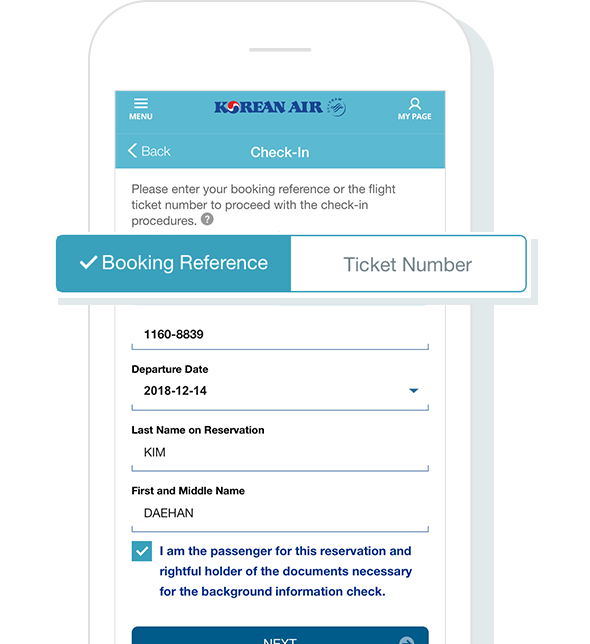 KOREAN AIR
MENU
MY PAGE
Back
Check-In
Please enter your booking reference or the flight
ticket number to proceed with the check-in
procedures. ?
Booking Reference
Ticket Number
1160-8839
Departure Date
2018-12-14
Last Name on Reservation
KIM
First and Middle Name
DAEHAN
I am the passenger for this reservation and
rightful holder of the documents necessary
for the background information check.
NEXT